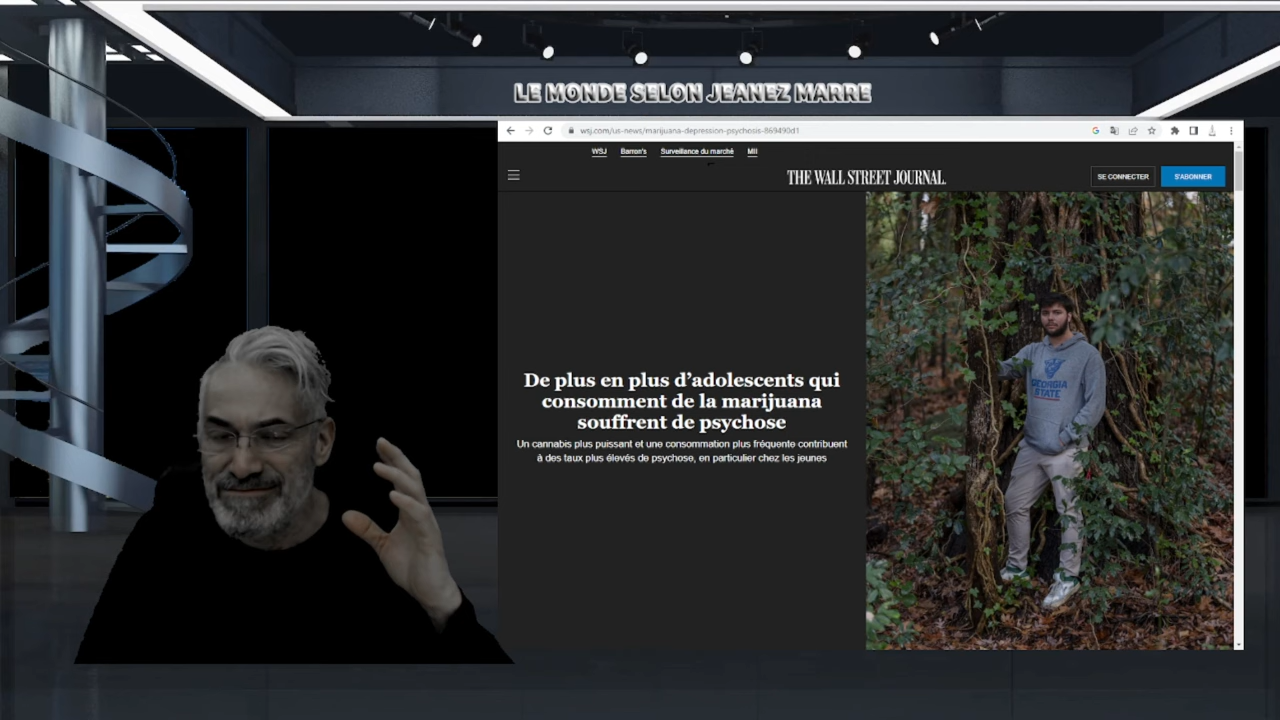 LE MONDE SELON JEANEZ MARRE
wsj.com/us-news/marijuana-depression-psychosis-869490d1
WSJ Barron's Surveillance du marché MII
THE WALL STREET JOURNAL.
SE CONNECTER S'ABONNER
De plus en plus d’adolescents qui
consomment de la marijuana
souffrent de psychose
Un cannabis plus puissant et une consommation plus fréquente contribuent
à des taux plus élevés de psychose, en particulier chez les jeunes
GEORGIA
STATE